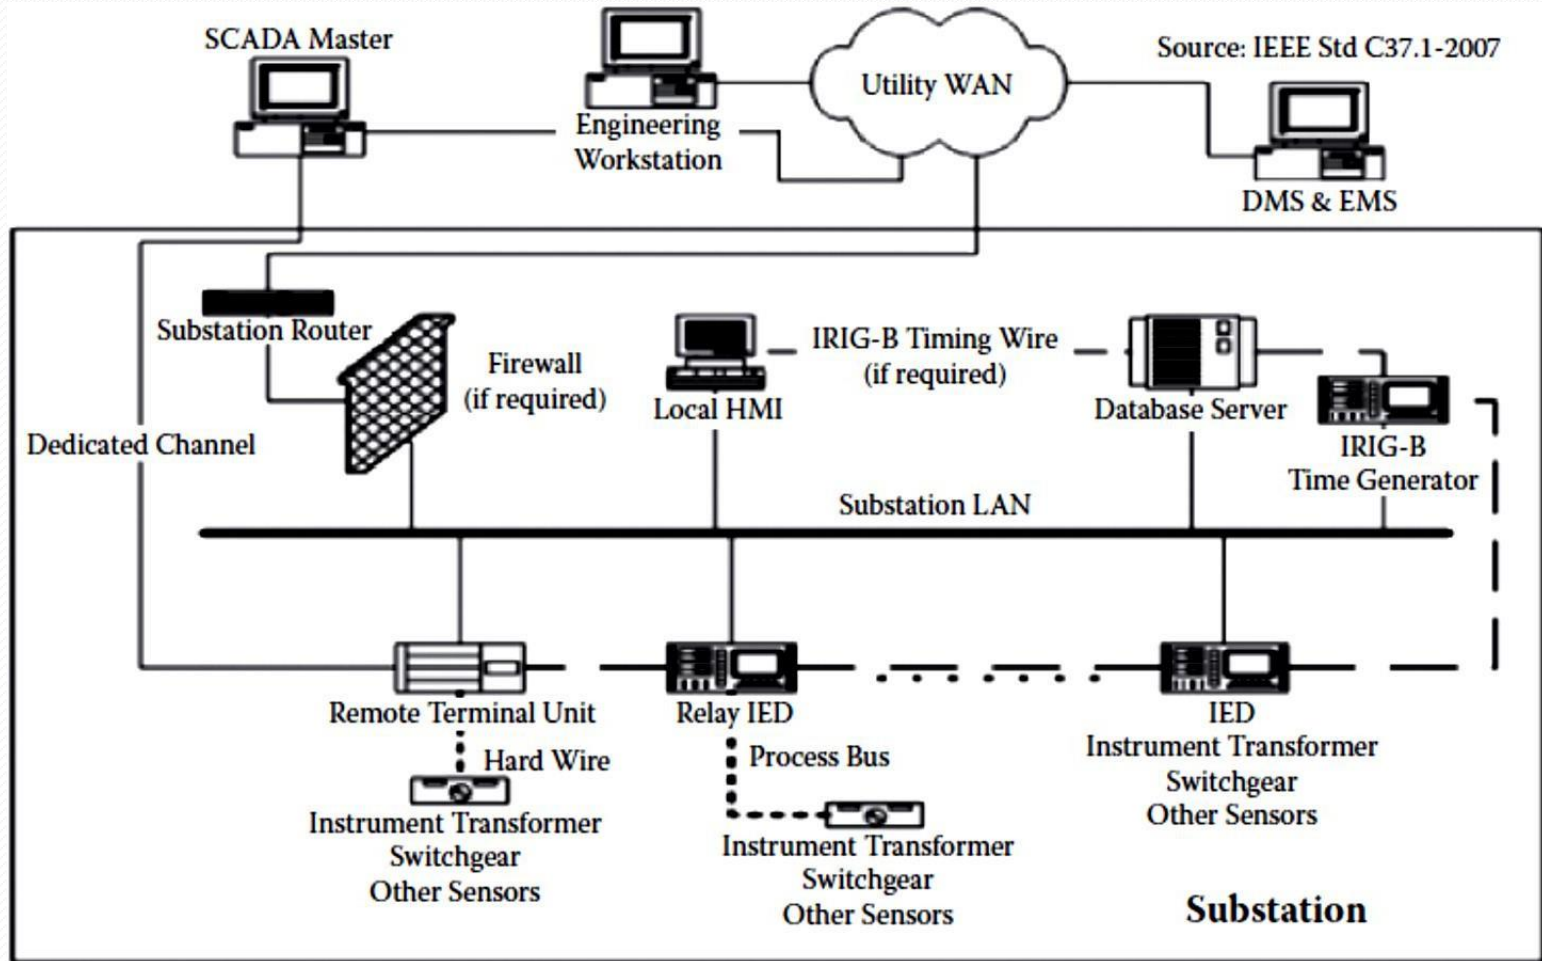 SCADA Master
Engineering
Workstation
Utility WAN
Source: IEEE Std C37.1-2007
DMS & EMS
Substation Router
Firewall
(if required)
Dedicated Channel
Local HMI
IRIG-B Timing Wire
(if required)
Database Server
IRIG-B
Time Generator
Substation LAN
Remote Terminal Unit
Hard Wire
Instrument Transformer
Switchgear
Other Sensors
Relay IED
Process Bus
Instrument Transformer
Switchgear
Other Sensors
IED
Instrument Transformer
Switchgear
Other Sensors
Substation